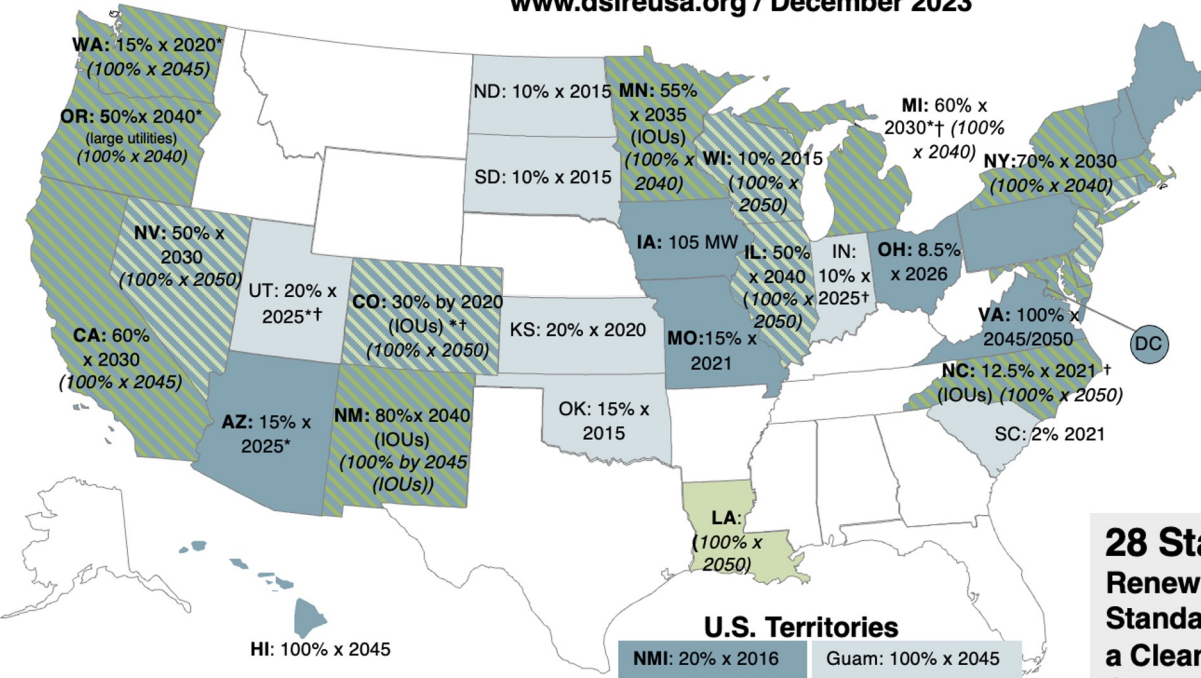 www.dsireusa.org / December 2023
WA: 15% x 2020*
(100% x 2045)
OR: 50%x 2040*
(large utilities)
(100% x 2040)
NV: 50% x
2030
(100% x 2050)
CA: 60%
x 2030
(100% x 2045)
UT: 20% x
2025*†
AZ: 15% x
2025*
CO: 30% by 2020
(IOUs) *†
(100% x 2050)
NM: 80%x 2040
(IOUs)
(100% by 2045
(IOUs))
ND: 10% x 2015
SD: 10% x 2015
KS: 20% x 2020
OK: 15% x
2015
MN: 55%
x 2035
(IOUs)
(100% x
2040)
IA: 105 MW
MO:15% x
2021
WI: 10% 2015
(100% x
2050)
IL: 50%
x 2040
(100% x
2050)
IN:
10% x
2025†
MI: 60% x
2030*† (100%
x 2040)
OH: 8.5%
x 2026
NY:70% x 2030
(100% x 2040)
VA: 100% x
2045/2050
DC
NC: 12.5% x 2021 †
(IOUs) (100% x 2050)
SC: 2% 2021
LA:
(100% x
2050)
HI: 100% x 2045
U.S. Territories
NMI: 20% x 2016
Guam: 100% x 2045
28 Sta
Renew
Standa
a Clean